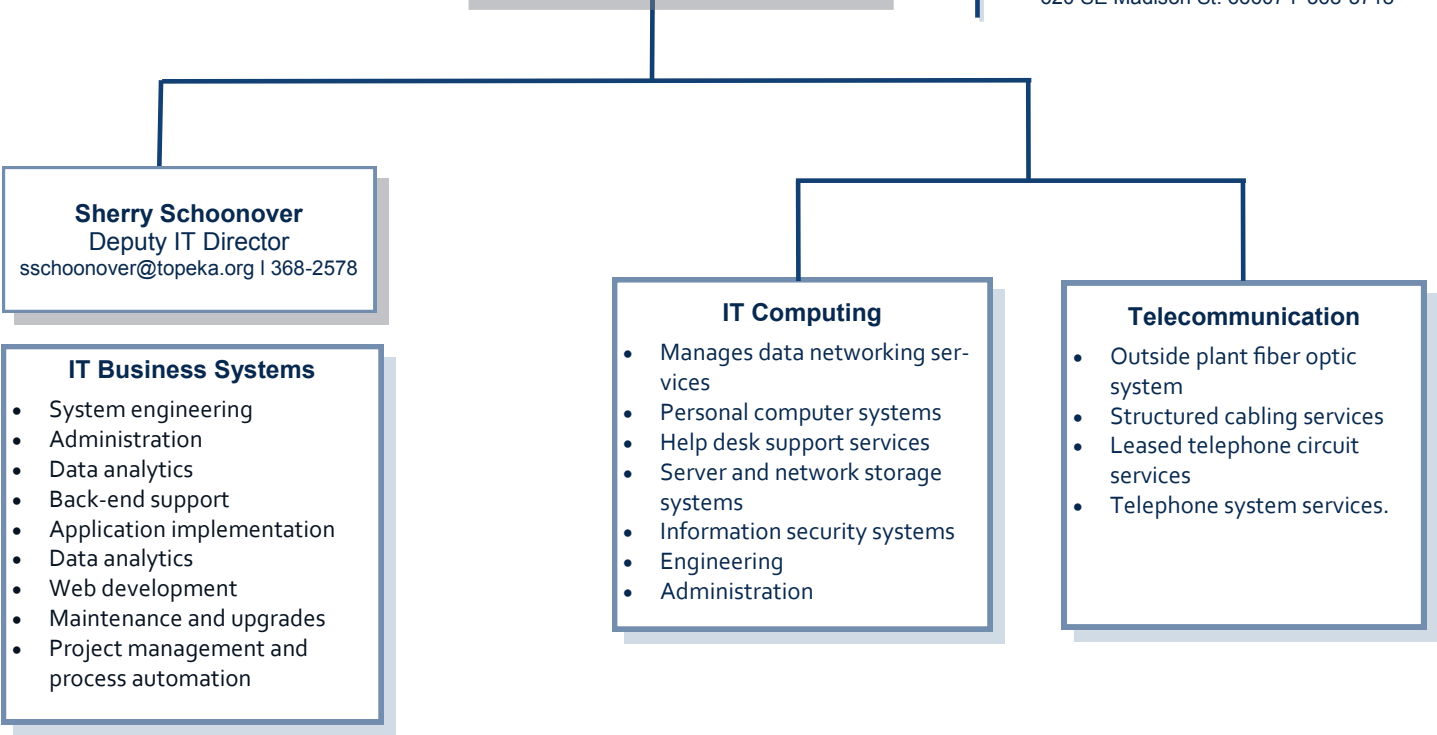 Sherry Schoonover
Deputy IT Director
sschoonover@topeka.org l 368-2578
IT Business Systems
• System engineering
• Administration
• Data analytics
• Back-end support
• Application implementation
• Data analytics
• Web development
• Maintenance and upgrades
• Project management and
process automation
IT Computing
• Manages data networking ser-
vices
• Personal computer systems
• Help desk support services
• Server and network storage
systems
• Information security systems
• Engineering
• Administration
Telecommunication
• Outside plant fiber optic
system
• Structured cabling services
• Leased telephone circuit
services
• Telephone system services.